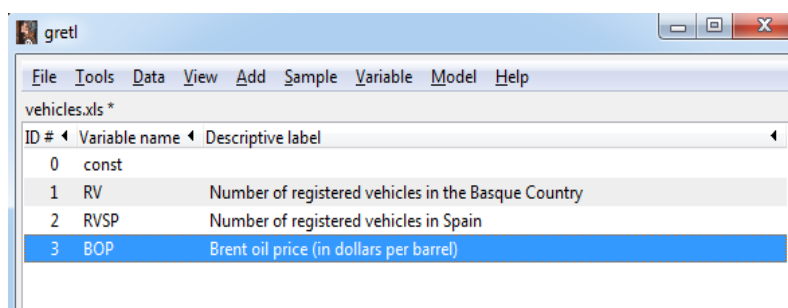 gretl
File Tools Data View Add Sample Variable Model Help
vehicles.xls *
ID # Variable name Descriptive label
0 const
1 RV Number of registered vehicles in the Basque Country
2 RVSP Number of registered vehicles in Spain
3 BOP Brent oil price (in dollars per barrel)